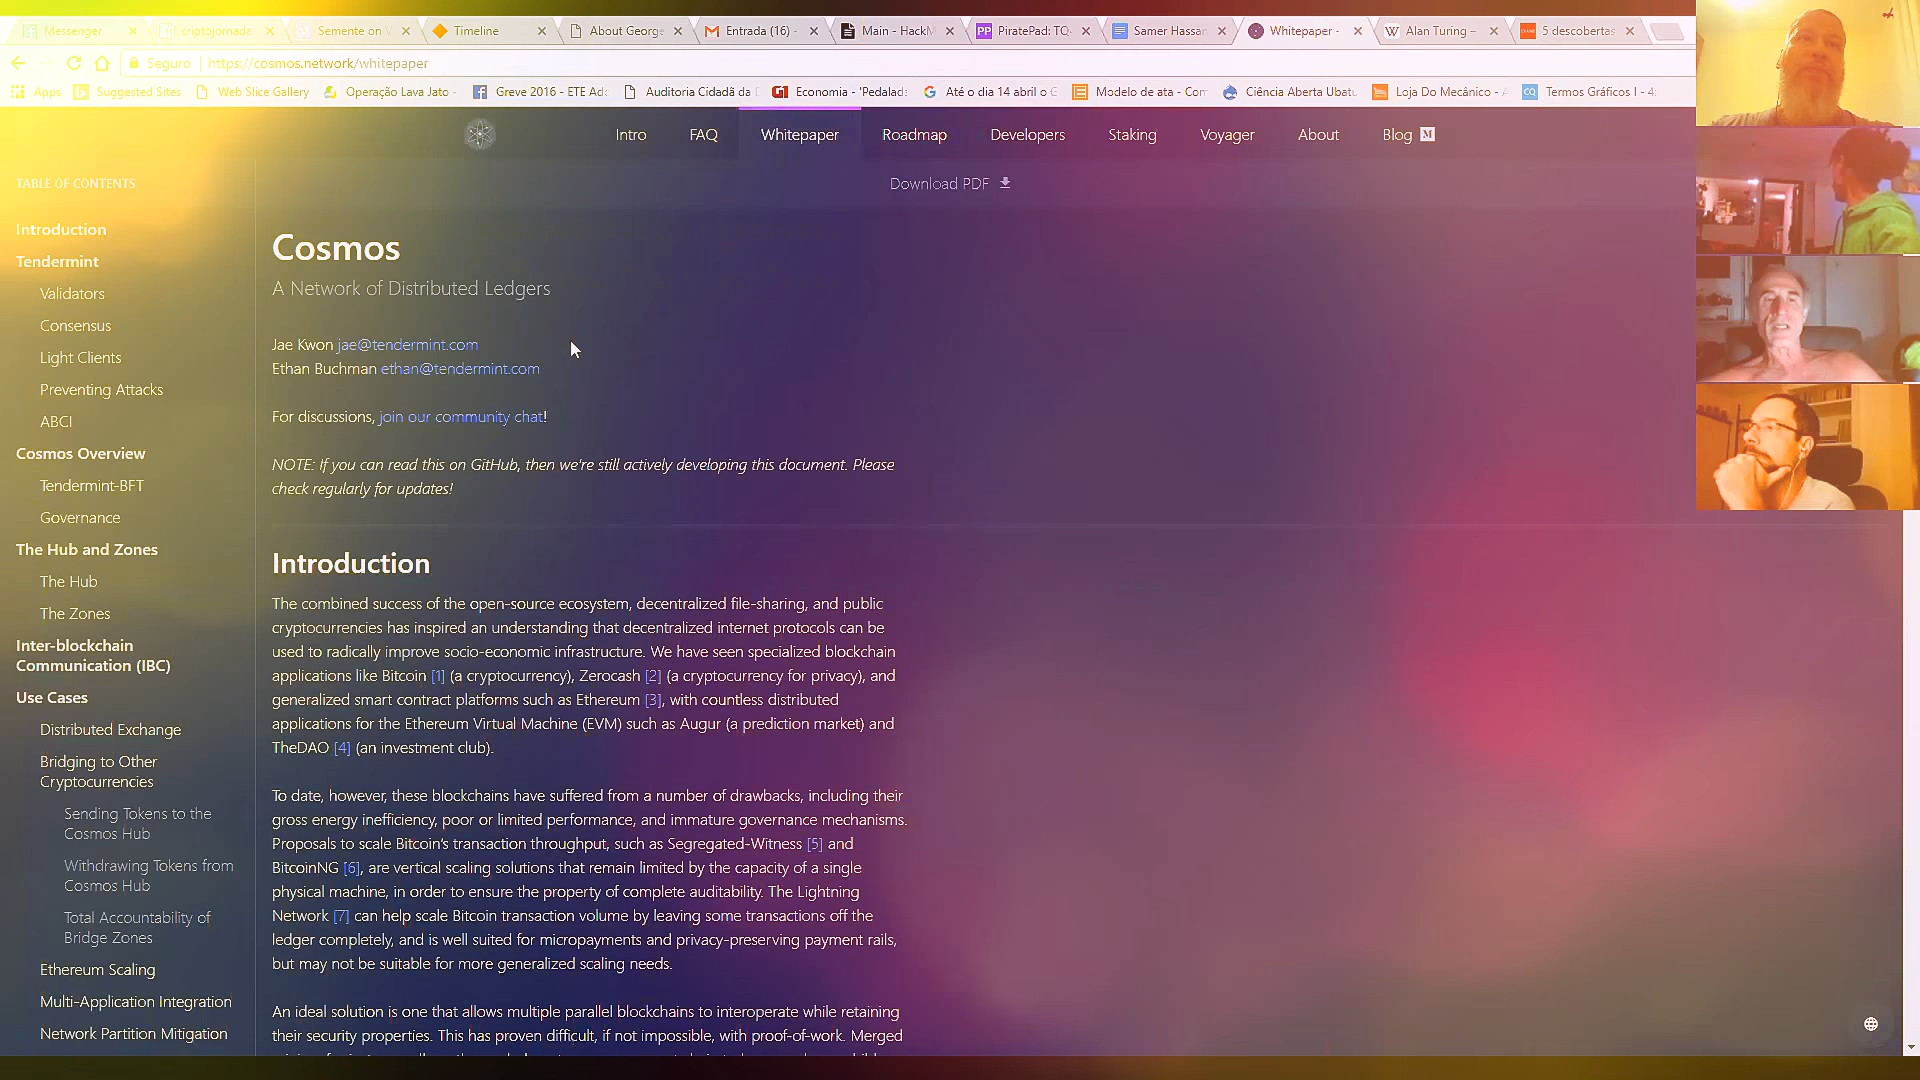 Messenger
criptojornade
Semente on V
Timeline
About George
Entrada (16) -
Main - HackM
PiratePad: TQ-
Samer Hassan
Whitepaper -
Alan Turing –
5 descobertas
Seguro https://cosmos.network/whitepaper
Apps
Suggested Sites
Web Slice Gallery
Operação Lava Jato -
Greve 2016 - ETE Ad
Auditoria Cidadã da
Economia - 'Pedalad
Até o dia 14 abril o
Modelo de ata - Com
Ciência Aberta Ubatu
Loja Do Mecânico -
Termos Gráficos I - 4
Intro
FAQ
Whitepaper
Roadmap
Developers
Staking
Voyager
About
Blog M
Download PDF
TABLE OF CONTENTS
Introduction
Tendermint
Validators
Consensus
Light Clients
Preventing Attacks
ABCI
Cosmos Overview
Tendermint-BFT
Governance
The Hub and Zones
The Hub
The Zones
Inter-blockchain
Communication (IBC)
Use Cases
Distributed Exchange
Bridging to Other
Cryptocurrencies
Sending Tokens to the
Cosmos Hub
Withdrawing Tokens from
Cosmos Hub
Total Accountability of
Bridge Zones
Ethereum Scaling
Multi-Application Integration
Network Partition Mitigation
Cosmos
A Network of Distributed Ledgers
Jae Kwon jae@tendermint.com
Ethan Buchman ethan@tendermint.com
For discussions, join our community chat!
NOTE: If you can read this on GitHub, then we're still actively developing this document. Please
check regularly for updates!
Introduction
The combined success of the open-source ecosystem, decentralized file-sharing, and public
cryptocurrencies has inspired an understanding that decentralized internet protocols can be
used to radically improve socio-economic infrastructure. We have seen specialized blockchain
applications like Bitcoin [1] (a cryptocurrency), Zerocash [2] (a cryptocurrency for privacy), and
generalized smart contract platforms such as Ethereum [3], with countless distributed
applications for the Ethereum Virtual Machine (EVM) such as Augur (a prediction market) and
TheDAO [4] (an investment club).
To date, however, these blockchains have suffered from a number of drawbacks, including their
gross energy inefficiency, poor or limited performance, and immature governance mechanisms.
Proposals to scale Bitcoin's transaction throughput, such as Segregated-Witness [5] and
BitcoinNG [6], are vertical scaling solutions that remain limited by the capacity of a single
physical machine, in order to ensure the property of complete auditability. The Lightning
Network [7] can help scale Bitcoin transaction volume by leaving some transactions off the
ledger completely, and is well suited for micropayments and privacy-preserving payment rails,
but may not be suitable for more generalized scaling needs.
An ideal solution is one that allows multiple parallel blockchains to interoperate while retaining
their security properties. This has proven difficult, if not impossible, with proof-of-work. Merged